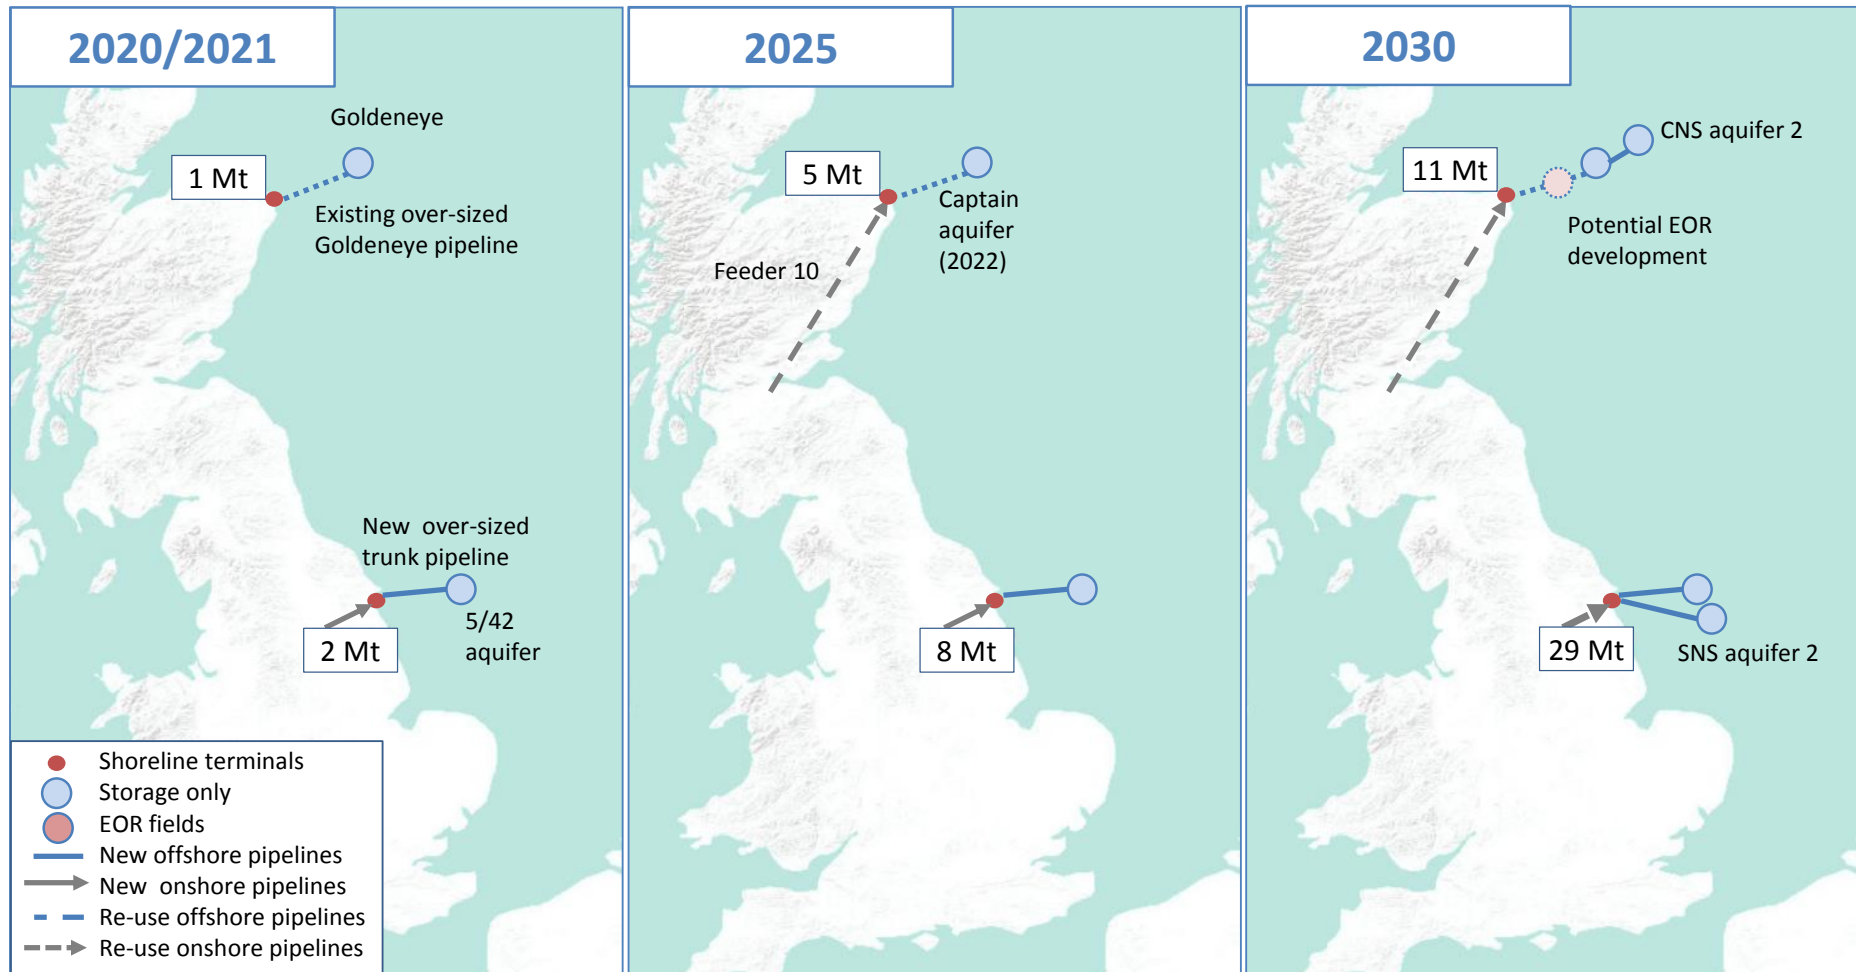 2020/2021
Goldeneye
1 Mt
Existing over-sized
Goldeneye pipeline
New over-sized
trunk pipeline
5/42
aquifer
2 Mt
Shoreline terminals
Storage only
EOR fields
New offshore pipelines
New onshore pipelines
Re-use offshore pipelines
Re-use onshore pipelines
2025
5 Mt
Captain
aquifer
(2022)
Feeder 10
8 Mt
2030
CNS aquifer 2
11 Mt
Potential EOR
development
29 Mt
SNS aquifer 2